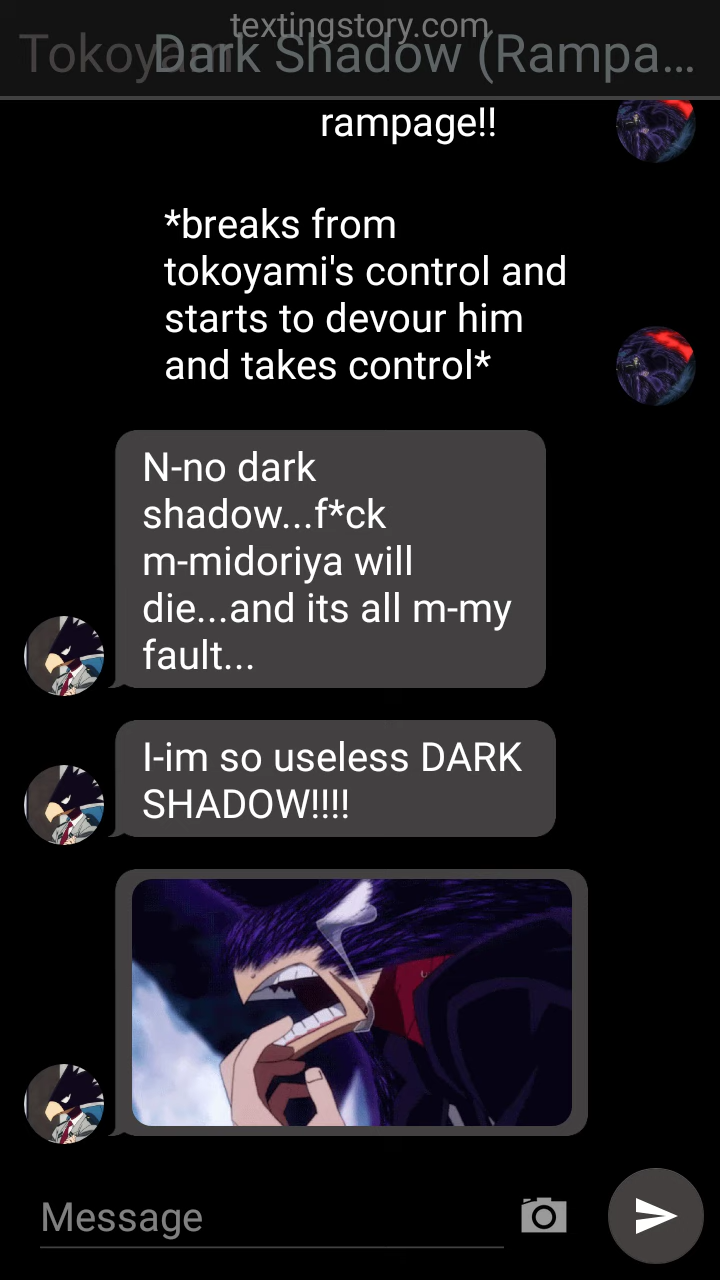 textingstory.com
Dark Shadow (Rampa...
rampage!!
*breaks from
tokoyami's control and
starts to devour him
and takes control*
N-no dark
shadow...f*ck
m-midoriya will
die...and its all m-my
fault...
I-im so useless DARK
SHADOW!!!!
Message